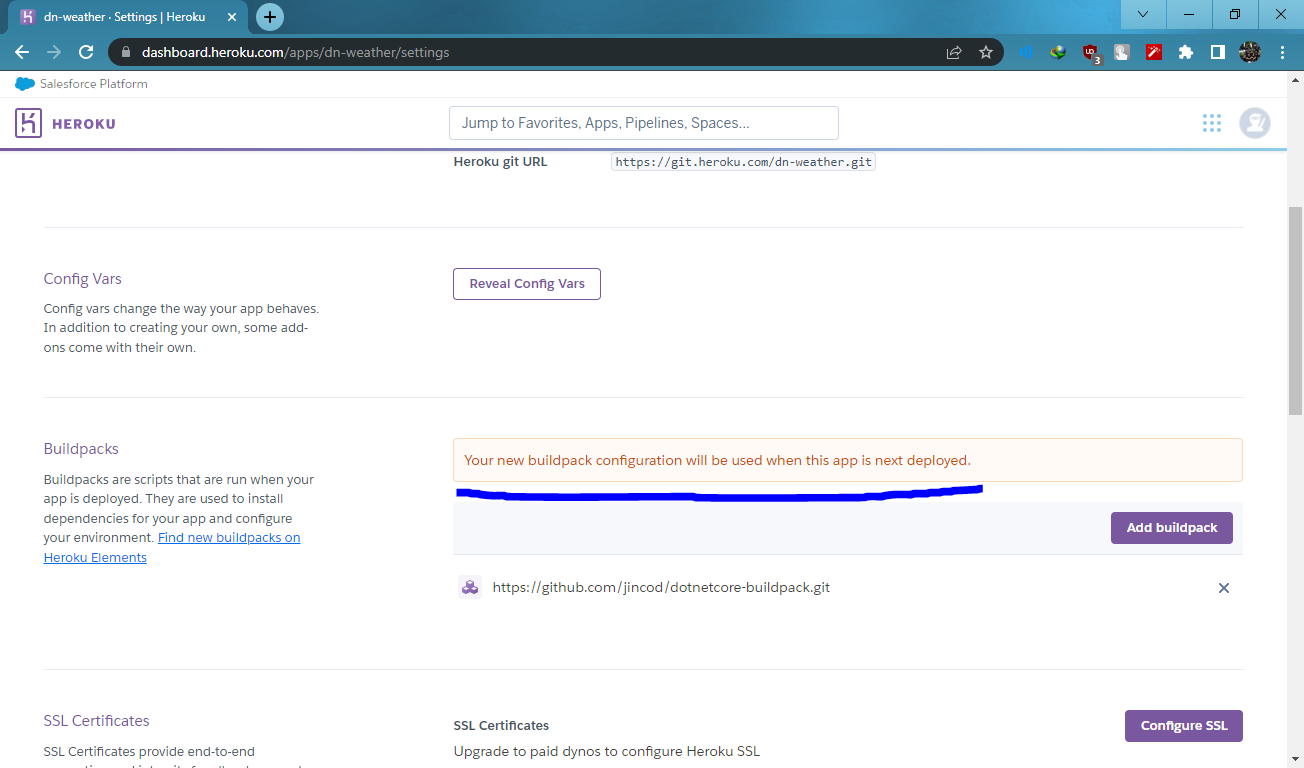 dn-weather · Settings | Heroku
dashboard.heroku.com/apps/dn-weather/settings
3
Salesforce Platform
HEROKU
Jump to Favorites, Apps, Pipelines, Spaces...
Heroku git URL
https://git.heroku.com/dn-weather.git
Config Vars
Config vars change the way your app behaves.
In addition to creating your own, some add-
ons come with their own.
Reveal Config Vars
Buildpacks
Buildpacks are scripts that are run when your
app is deployed. They are used to install
dependencies for your app and configure
your environment. Find new buildpacks on
Heroku Elements
Your new buildpack configuration will be used when this app is next deployed.
Add buildpack
https://github.com/jincod/dotnetcore-buildpack.git
SSL Certificates
SSL Certificates provide end-to-end
SSL Certificates
Upgrade to paid dynos to configure Heroku SSL
Configure SSL